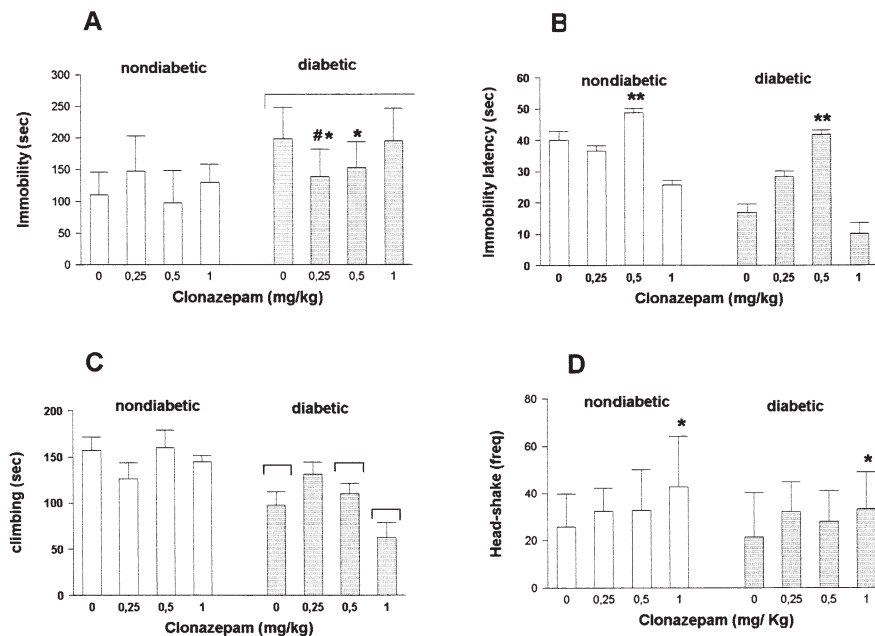 A
nondiabetic
diabetic
Immobility (sec)
300
250
200
150
100
50
0
# *
*
0 0,25 0,5 1 0 0,25 0,5 1
Clonazepam (mg/kg)
B
nondiabetic
diabetic
Immobility latency (sec)
60
50
40
30
20
10
0
**
**
0 0,25 0,5 1 0 0,25 0,5 1
Clonazepam (mg/kg)
C
nondiabetic
diabetic
climbing (sec)
200
150
100
50
0
0 0,25 0,5 1 0 0,25 0,5 1
Clonazepam (mg/kg)
D
nondiabetic
diabetic
Head-shake (freq)
80
60
40
20
0
*
*
0 0,25 0,5 1 0 0,25 0,5 1
Clonazepam (mg/ Kg)